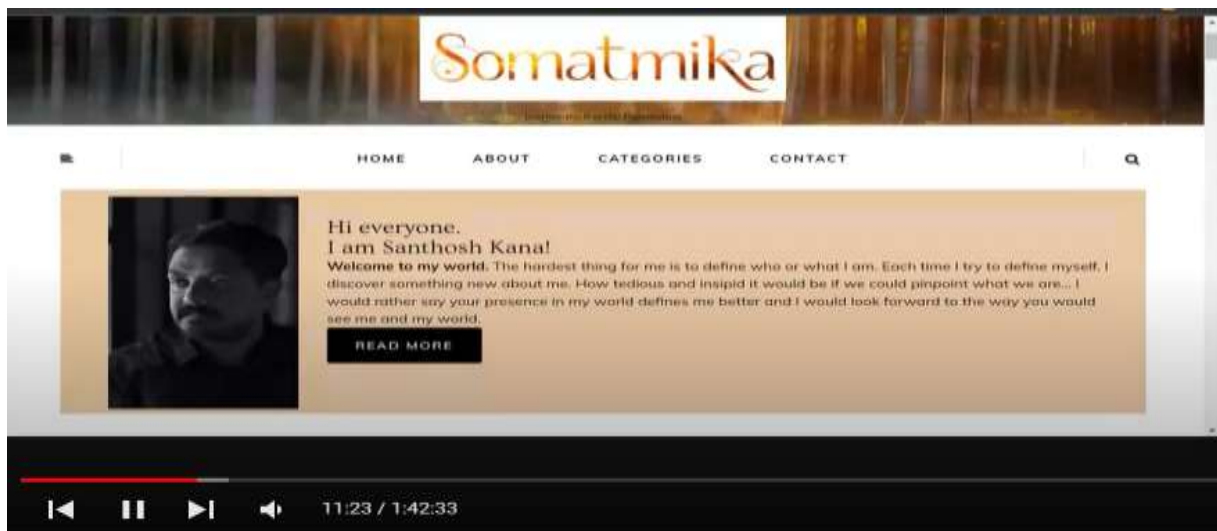 Somatmika
HOME ABOUT CATEGORIES CONTACT
Hi everyone.
I am Santhosh Kana!
Welcome to my world. The hardest thing for me is to define who or what I am. Each time I try to define myself, I
discover something new about me. How tedious and insipid it would be if we could pinpoint what we are... I
would rather say your presence in my world defines me better and I would look forward to the way you would
see me and my world.
READ MORE
11:23 / 1:42:33